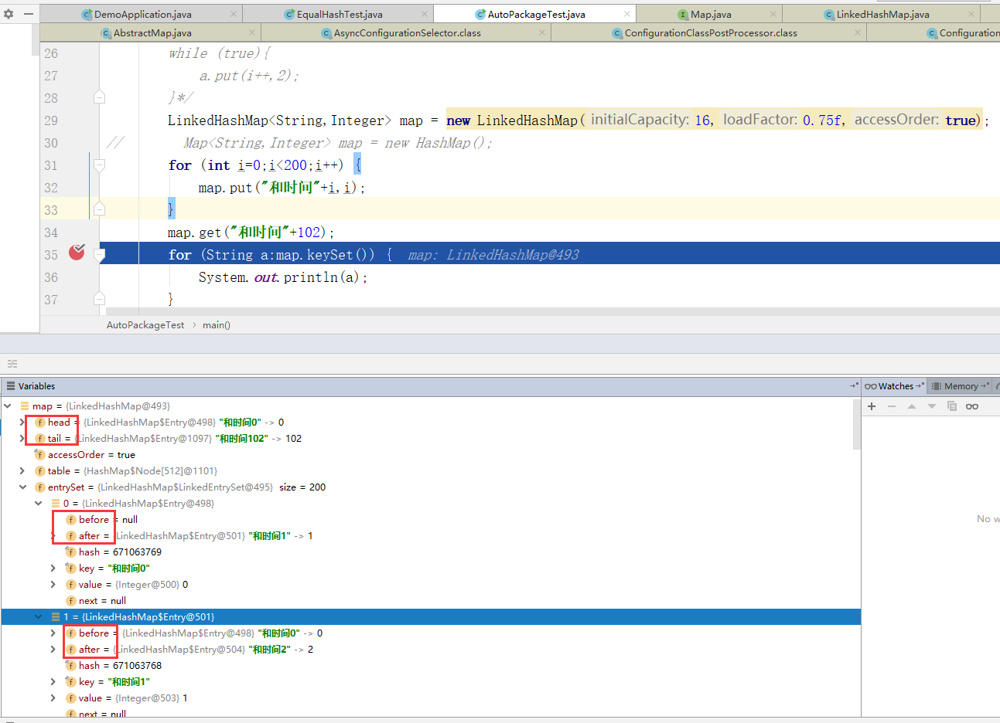 DemoApplication.java EqualHashTest.java AutoPackageTest.java Map.java LinkedHashMap.java
AbstractMap.java AsyncConfigurationSelector.class ConfigurationClassPostProcessor.class Configuration
26 while (true){
27 a.put(i++,2);
28 }*/
29 LinkedHashMap<String,Integer> map = new LinkedHashMap( initialCapacity: 16, loadFactor: 0.75f, accessOrder: true);
30 // Map<String,Integer> map = new HashMap();
31 for (int i=0;i<200;i++) {
32 map.put("和时间"+i,i);
33 }
34 map.get("和时间"+102);
35 for (String a:map.keySet()) { map: LinkedHashMap@493
36 System.out.println(a);
37 }
AutoPackageTest › main()
Variables Watches Memory
map = {LinkedHashMap@493}
head = {LinkedHashMap$Entry@498} "和时间0" -> 0
tail = {LinkedHashMap$Entry@1097} "和时间102" -> 102
accessOrder = true
table = {HashMap$Node[512]@1101}
entrySet = {LinkedHashMap$LinkedEntrySet@495} size = 200
0 = {LinkedHashMap$Entry@498}
before = null
No w
after = {LinkedHashMap$Entry@501} "和时间1" -> 1
hash = 671063769
key = "和时间0"
value = {Integer@500} 0
next = null
1 = {LinkedHashMap$Entry@501}
before = {LinkedHashMap$Entry@498} "和时间0" -> 0
after = {LinkedHashMap$Entry@504} "和时间2" -> 2
hash = 671063768
key = "和时间1"
value = {Integer@503} 1
next = null